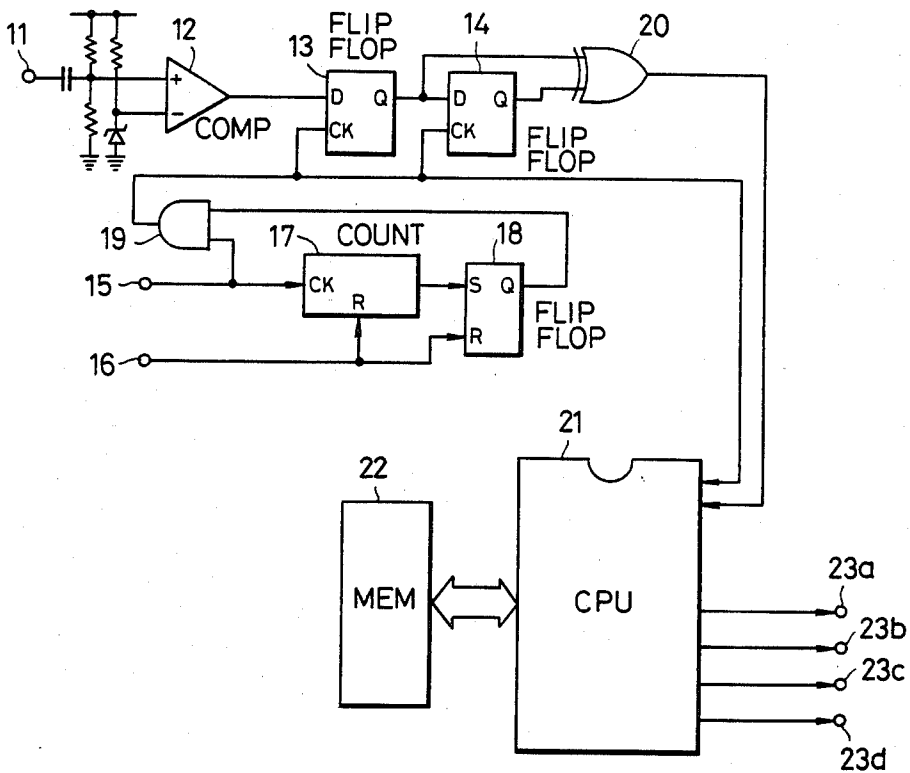 11
12
+
−
COMP
FLIP
FLOP
13
D Q
CK
14
D Q
CK
FLIP
FLOP
20
19
15
16
17 COUNT
CK
R
18
S Q
R
FLIP
FLOP
21
CPU
22
MEM
23a
23b
23c
23d